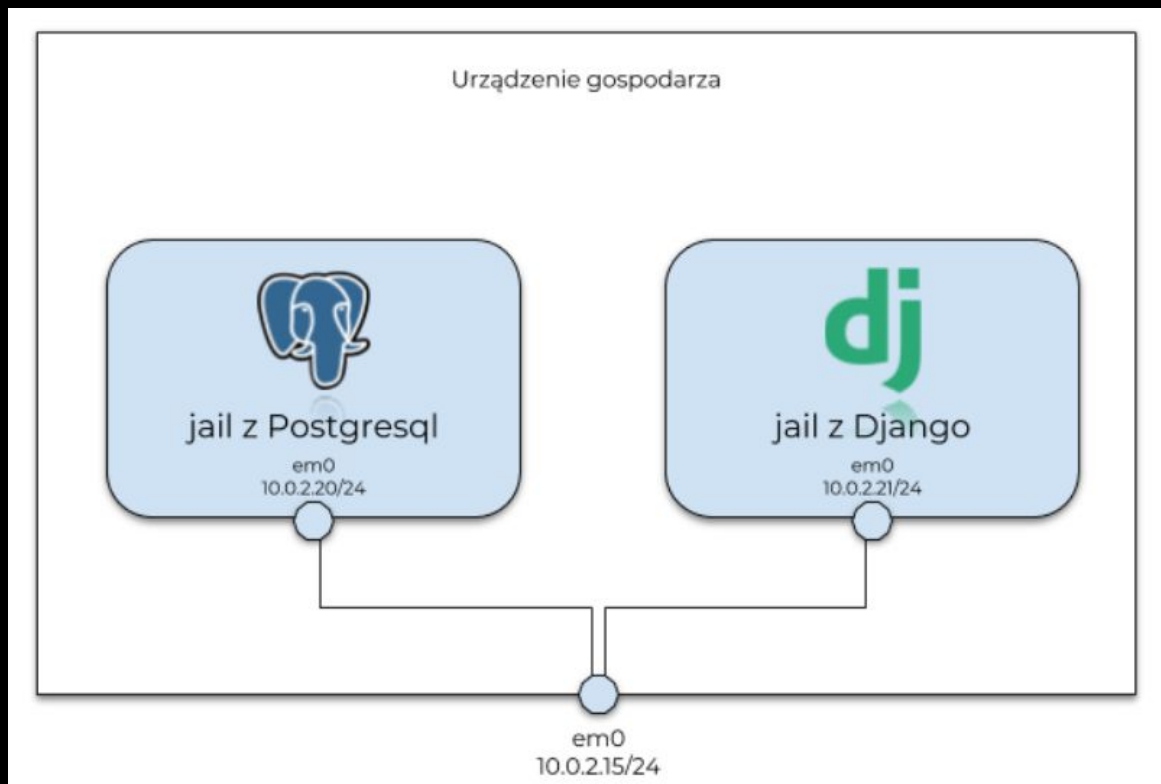 Urządzenie gospodarza
dj
jail z Postgresql
em0
10.0.2.20/24
jail z Django
em0
10.0.2.21/24
em0
10.0.2.15/24